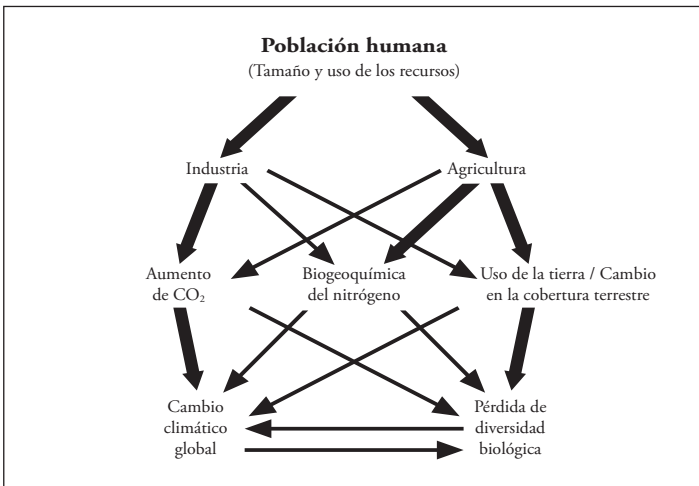 Población humana
(Tamaño y uso de los recursos)
Industria
Agricultura
Aumento
de CO₂
Biogeoquímica
del nitrógeno
Uso de la tierra / Cambio
en la cobertura terrestre
Cambio
climático
global
Pérdida de
diversidad
biológica